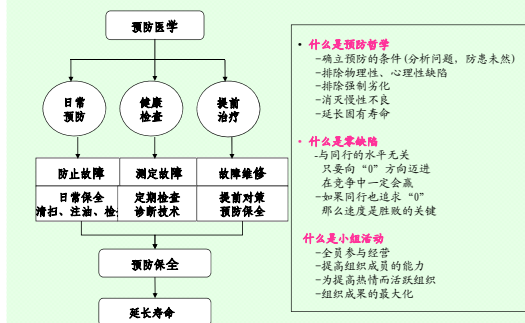 预防医学
日常
预防
健康
检查
提前
治疗
防止故障
测定故障
故障维修
日常保全
清扫、注油、检
定期检查
诊断技术
提前对策
预防保全
预防保全
延长寿命
• 什么是预防哲学
-确立预防的条件(分析问题，防患未然)
-排除物理性、心理性缺陷
-排除强制劣化
-消灭慢性不良
-延长固有寿命
• 什么是零缺陷
-与同行的水平无关
只要向“0”方向迈进
在竞争中一定会赢
-如果同行也追求“0”
那么速度是胜败的关键
什么是小组活动
-全员参与经营
-提高组织成员的能力
-为提高热情而活跃组织
-组织成果的最大化